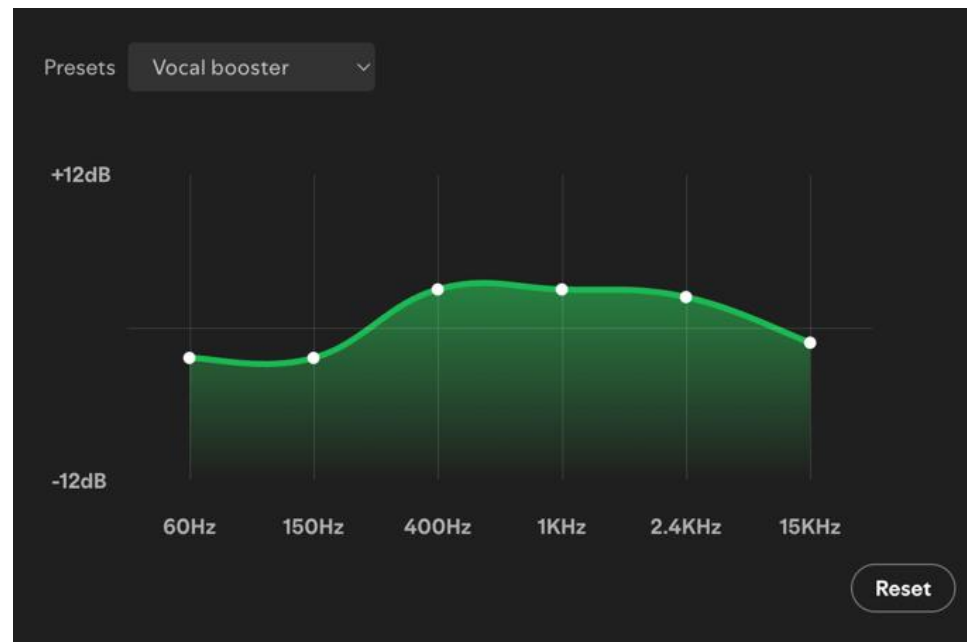 Presets Vocal booster
+12dB
-12dB
60Hz 150Hz 400Hz 1KHz 2.4KHz 15KHz
Reset